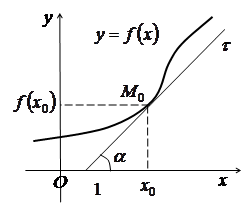 y
y = f(x)
τ
M₀
f(x₀)
α
O
1
x₀
x